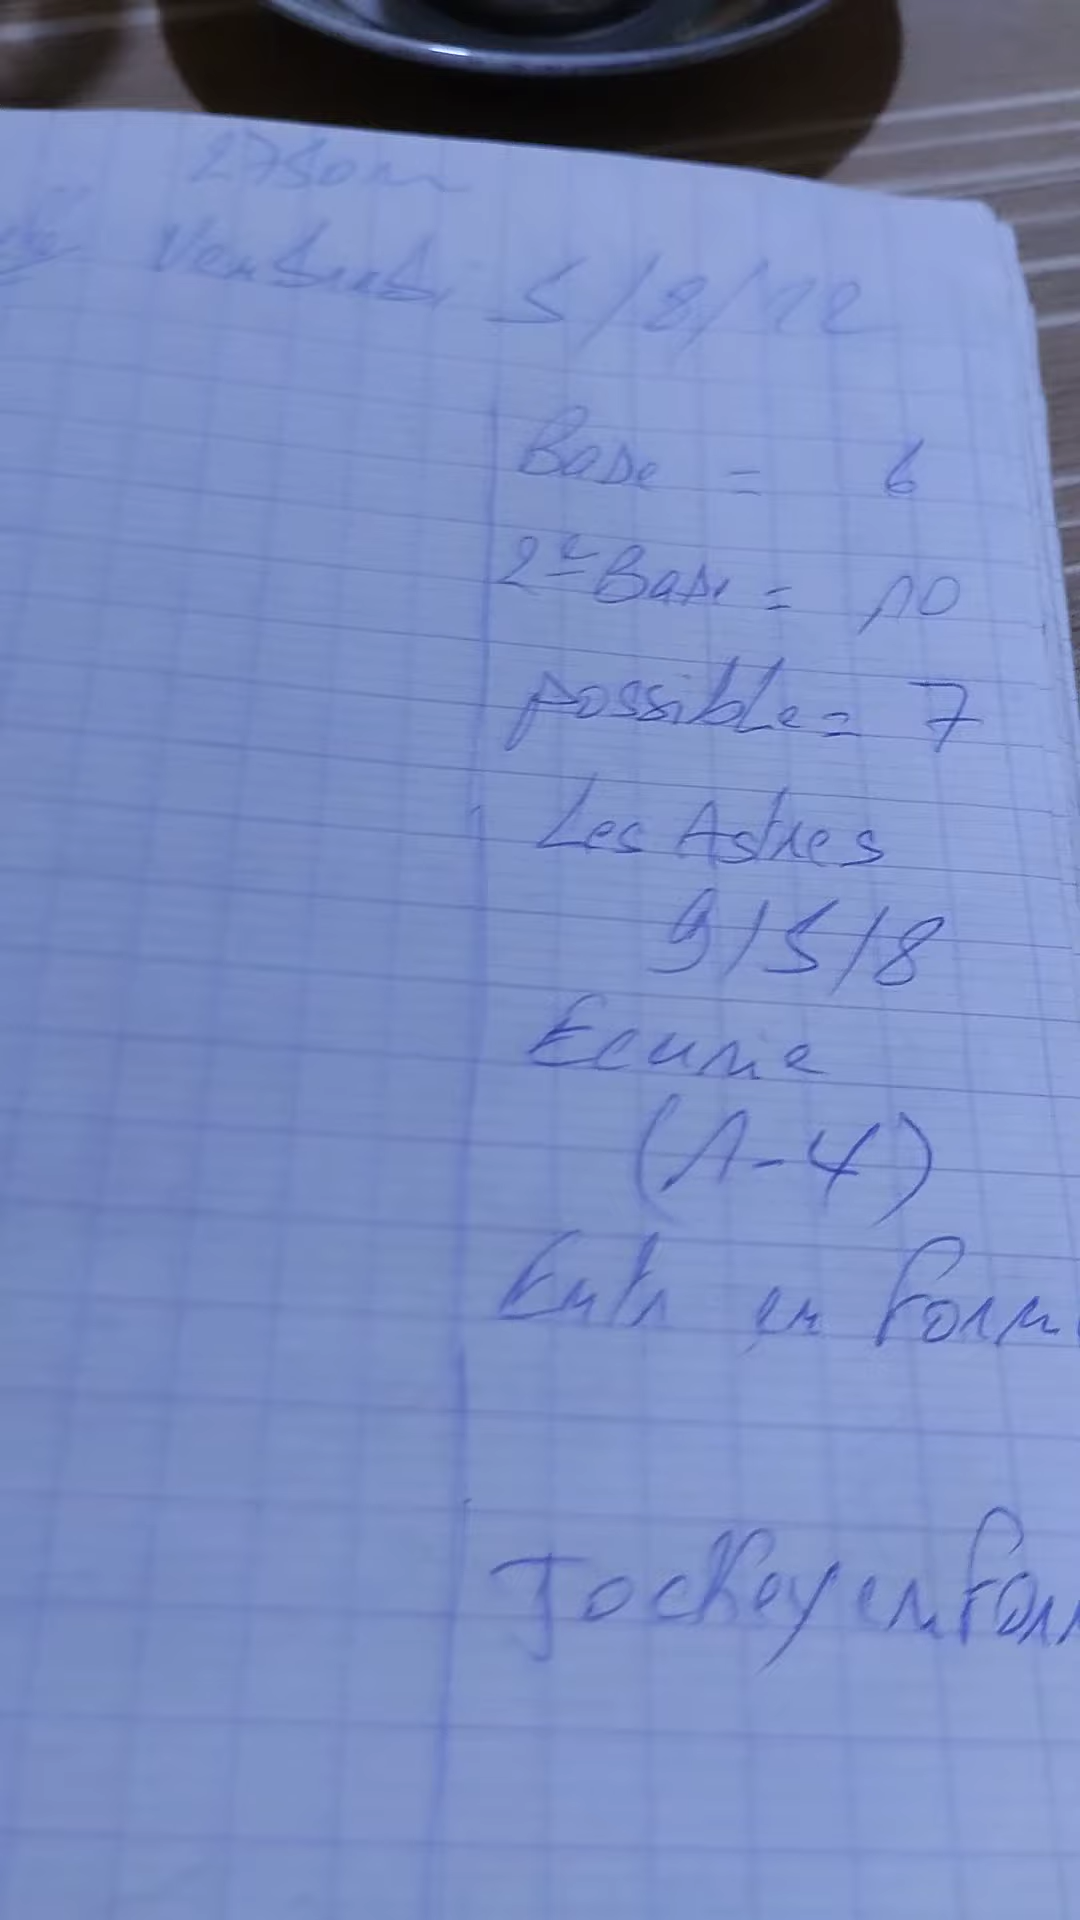 2750m
Vendredi 5/8/22
Base = 6
2e Base = 10
possible = 7
Les Astres
9/5/8
Ecurie
(1-4)
Entr en form
Jockey en for